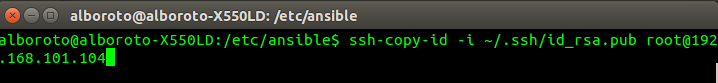 alboroto@alboroto-X550LD: /etc/ansible
alboroto@alboroto-X550LD:/etc/ansible$ ssh-copy-id -i ~/.ssh/id_rsa.pub root@192
.168.101.104